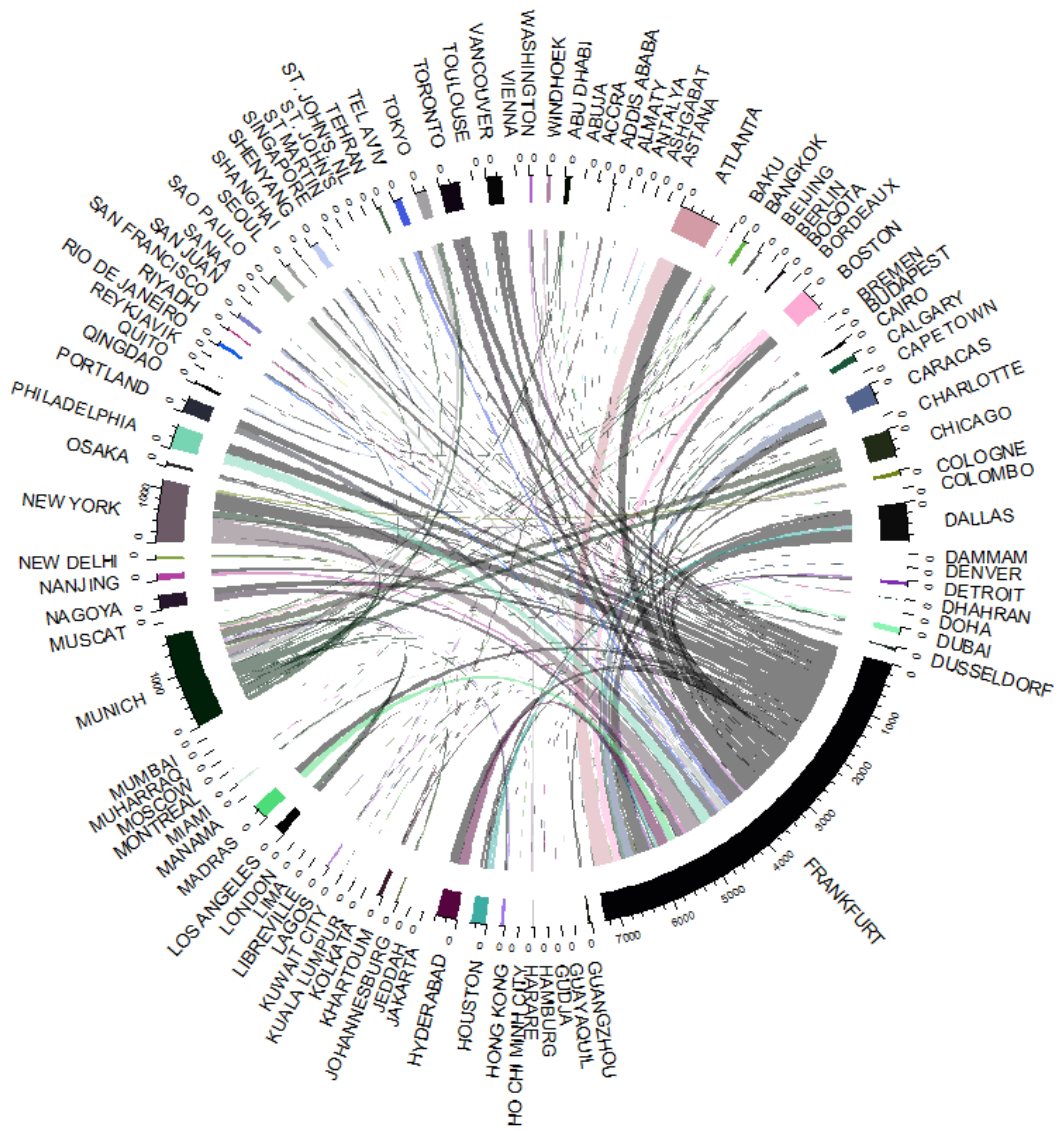 WASHINGTON
WINDHOEK
ABU DHABI
ABUJA
ACCRA
ADDIS ABABA
ALMATY
ANTALYA
ASHGABAT
ASTANA
ATLANTA
BAKU
BANGKOK
BEIJING
BERLIN
BOGOTA
BORDEAUX
BOSTON
BREMEN
BUDAPEST
CAIRO
CALGARY
CAPETOWN
CARACAS
CHARLOTTE
CHICAGO
COLOGNE
COLOMBO
DALLAS
DAMMAM
DENVER
DETROIT
DHAHRAN
DOHA
DUBAI
DUSSELDORF
0
1000
2000
3000
4000
5000
6000
7000
FRANKFURT
GUANGZHOU
GUAYAQUIL
GUDJA
HAMBURG
HARARE
HO CHI MINH CITY
HONG KONG
HOUSTON
HYDERABAD
JAKARTA
JEDDAH
JOHANNESBURG
KHARTOUM
KOLKATA
KUALA LUMPUR
KUWAIT CITY
LAGOS
LIBREVILLE
LIMA
LONDON
LOS ANGELES
MADRAS
MANAMA
MIAMI
MONTREAL
MOSCOW
MUHARRAQ
MUMBAI
MUNICH
0
1000
MUSCAT
NAGOYA
NANJING
NEW DELHI
NEW YORK
0
1000
OSAKA
PHILADELPHIA
PORTLAND
QINGDAO
QUITO
REYKJAVIK
RIO DE JANEIRO
RIYADH
SAN FRANCISCO
SAN JUAN
SANAA
SAO PAULO
SEOUL
SHANGHAI
SHENYANG
SINGAPORE
ST MARTIN
ST. JOHN'S
ST. JOHN'S, NL
TEHRAN
TEL AVIV
TOKYO
TORONTO
TOULOUSE
VANCOUVER
VIENNA